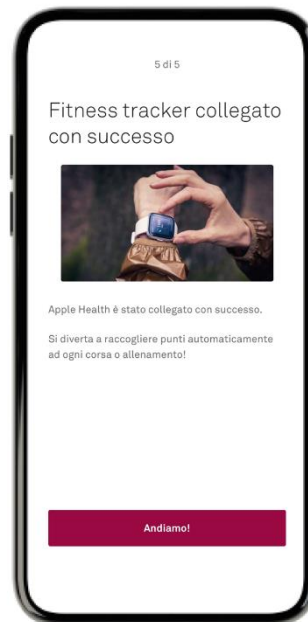 5 di 5
Fitness tracker collegato
con successo
Apple Health è stato collegato con successo.
Si diverta a raccogliere punti automaticamente
ad ogni corsa o allenamento!
Andiamo!